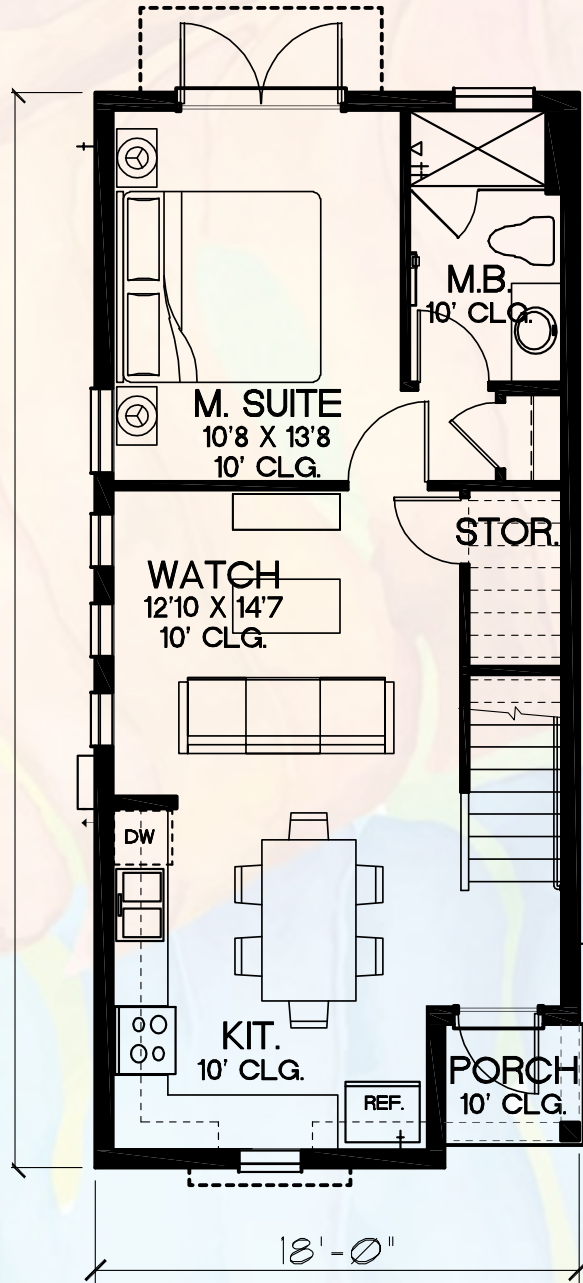 M.B.
10' CLG.
M. SUITE
10'8 X 13'8
10' CLG.
STOR.
WATCH
12'10 X 14'7
10' CLG.
DW
KIT.
10' CLG.
PORCH
10' CLG.
REF.
18'-0"